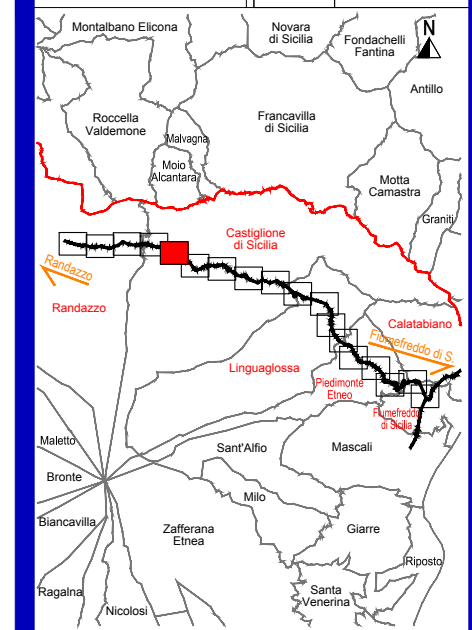 Montalbano Elicona
Novara
di Sicilia
Fondachelli
Fantina
N
Antillo
Roccella
Valdemone
Malvagna
Francavilla
di Sicilia
Moio
Alcantara
Motta
Camastra
Graniti
Castiglione
di Sicilia
Randazzo
Randazzo
Calatabiano
Fiumefreddo di S.
Linguaglossa
Piedimonte
Etneo
Fiumefreddo
di Sicilia
Maletto
Sant'Alfio
Mascali
Bronte
Milo
Biancavilla
Zafferana
Etnea
Giarre
Riposto
Ragalna
Nicolosi
Santa
Venerina